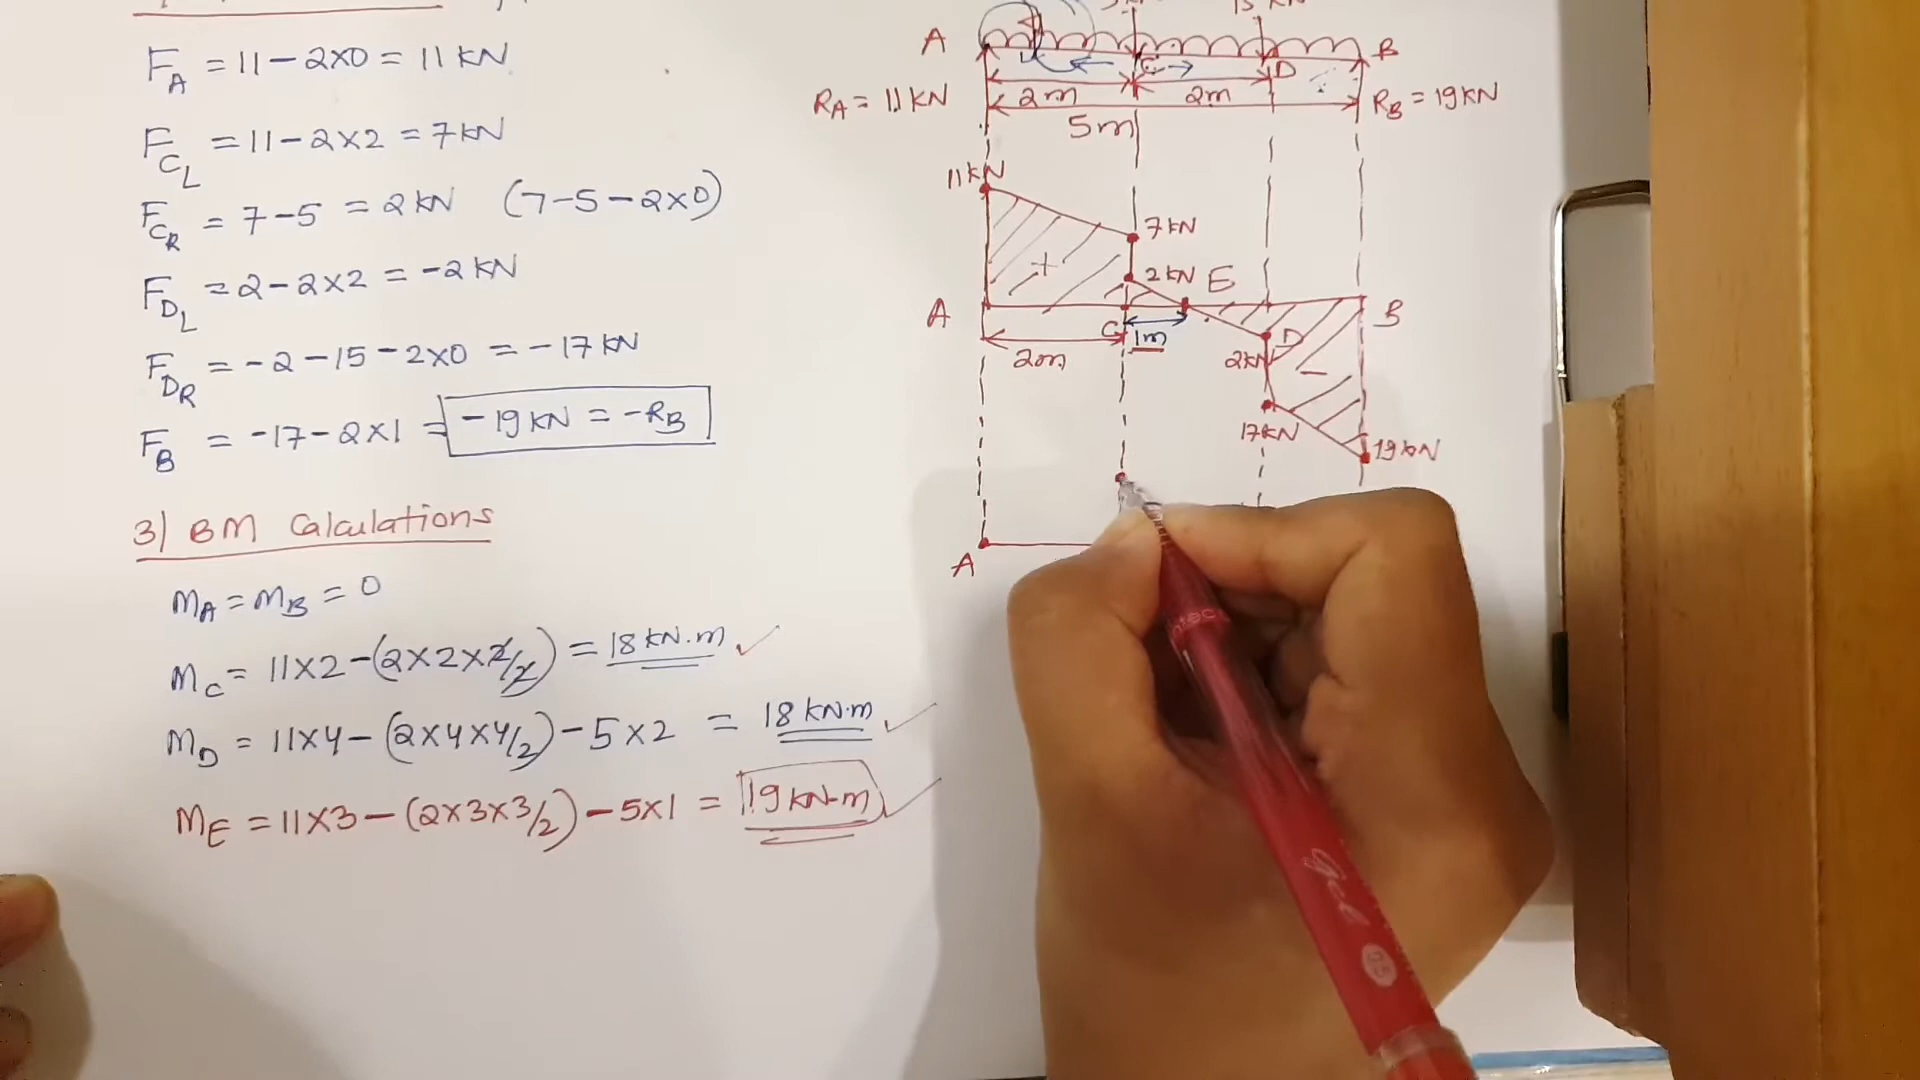 F_A = 11 - 2×0 = 11 kN
F_CL = 11 - 2×2 = 7 kN
F_CR = 7-5 = 2 kN (7-5-2×0)
F_DL = 2-2×2 = -2 kN
F_DR = -2-15-2×0 = -17 kN
F_B = -17-2×1 = -19 kN = -R_B
3) BM Calculations
M_A = M_B = 0
M_C = 11×2-(2×2×2/2) = 18 kN.m
M_D = 11×4-(2×4×4/2)-5×2 = 18 kN.m
M_E = 11×3-(2×3×3/2)-5×1 = 19 kN-m
A C D B
R_A = 11 kN 2m 2m R_B = 19 kN
5m
11 kN
7 kN
2 kN E
A + C 1m D B
2m 2kN -
17 kN 19 kN
A
gel